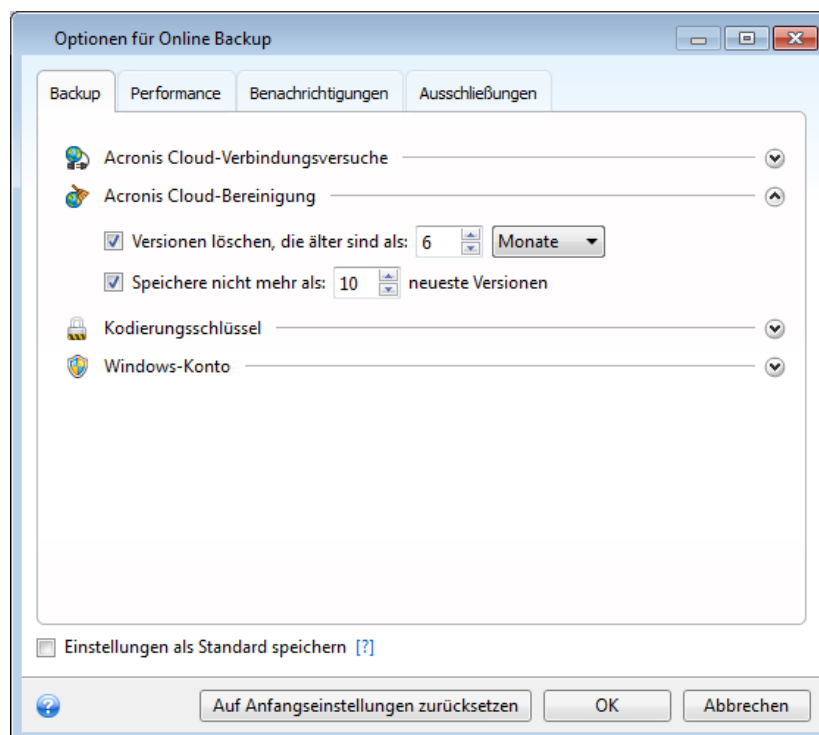 Optionen für Online Backup
Backup Performance Benachrichtigungen Ausschließungen
Acronis Cloud-Verbindungsversuche
Acronis Cloud-Bereinigung
Versionen löschen, die älter sind als: 6 Monate
Speichere nicht mehr als: 10 neueste Versionen
Kodierungsschlüssel
Windows-Konto
Einstellungen als Standard speichern [?]
Auf Anfangseinstellungen zurücksetzen OK Abbrechen